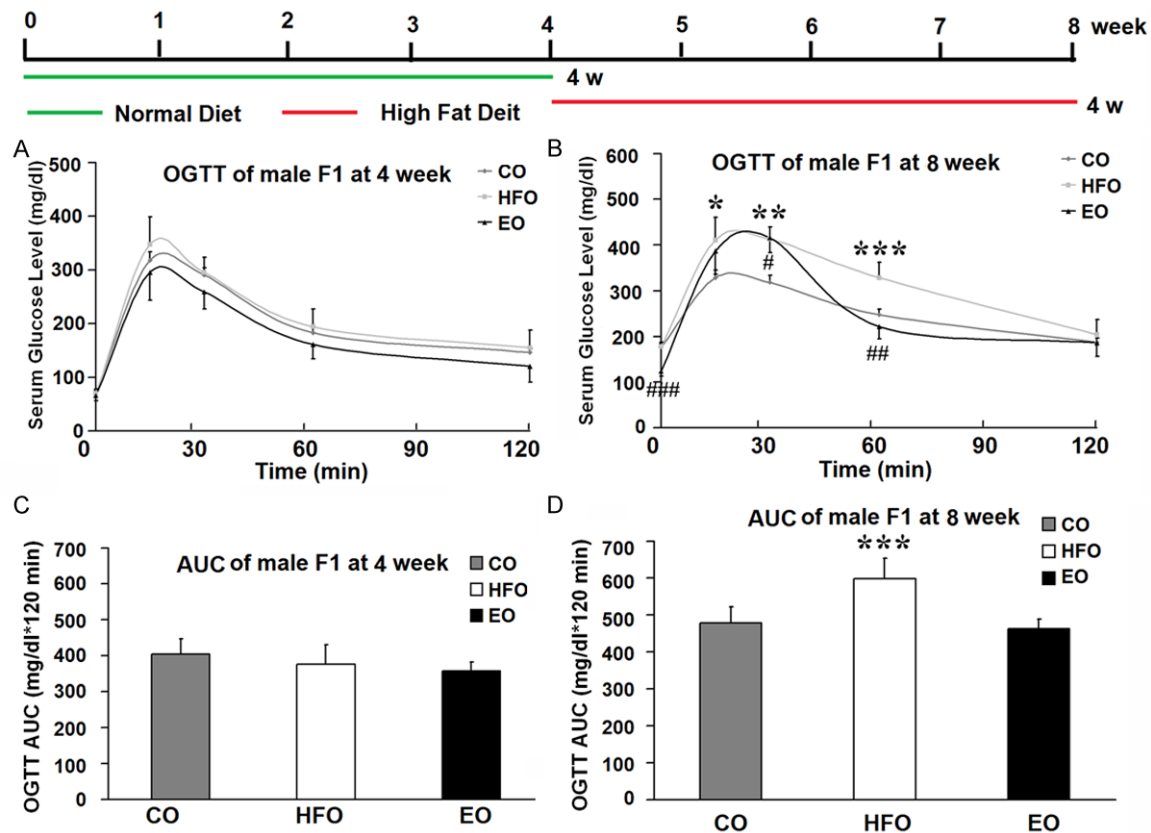 0 1 2 3 4 5 6 7 8 week
4 w
Normal Diet High Fat Deit 4 w
A
OGTT of male F1 at 4 week
CO
HFO
EO
Serum Glucose Level (mg/dl)
500
400
300
200
100
0
0 30 60 90 120
Time (min)
B
OGTT of male F1 at 8 week
CO
HFO
EO
Serum Glucose Level (mg/dl)
600
500
400
300
200
100
0
* ** ***
#
##
###
0 30 60 90 120
Time (min)
C
AUC of male F1 at 4 week
CO
HFO
EO
OGTT AUC (mg/dl*120 min)
700
600
500
400
300
200
100
0
CO HFO EO
D
AUC of male F1 at 8 week
***
CO
HFO
EO
OGTT AUC (mg/dl*120 min)
700
600
500
400
300
200
100
0
CO HFO EO